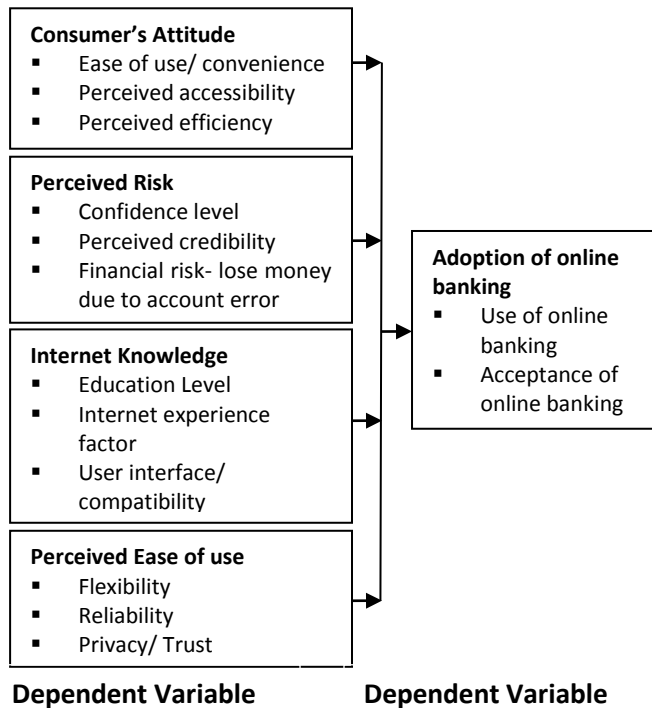 Consumer’s Attitude
▪ Ease of use/ convenience
▪ Perceived accessibility
▪ Perceived efficiency
Perceived Risk
▪ Confidence level
▪ Perceived credibility
▪ Financial risk- lose money
due to account error
Internet Knowledge
▪ Education Level
▪ Internet experience
factor
▪ User interface/
compatibility
Perceived Ease of use
▪ Flexibility
▪ Reliability
▪ Privacy/ Trust
Adoption of online
banking
▪ Use of online
banking
▪ Acceptance of
online banking
Dependent Variable
Dependent Variable